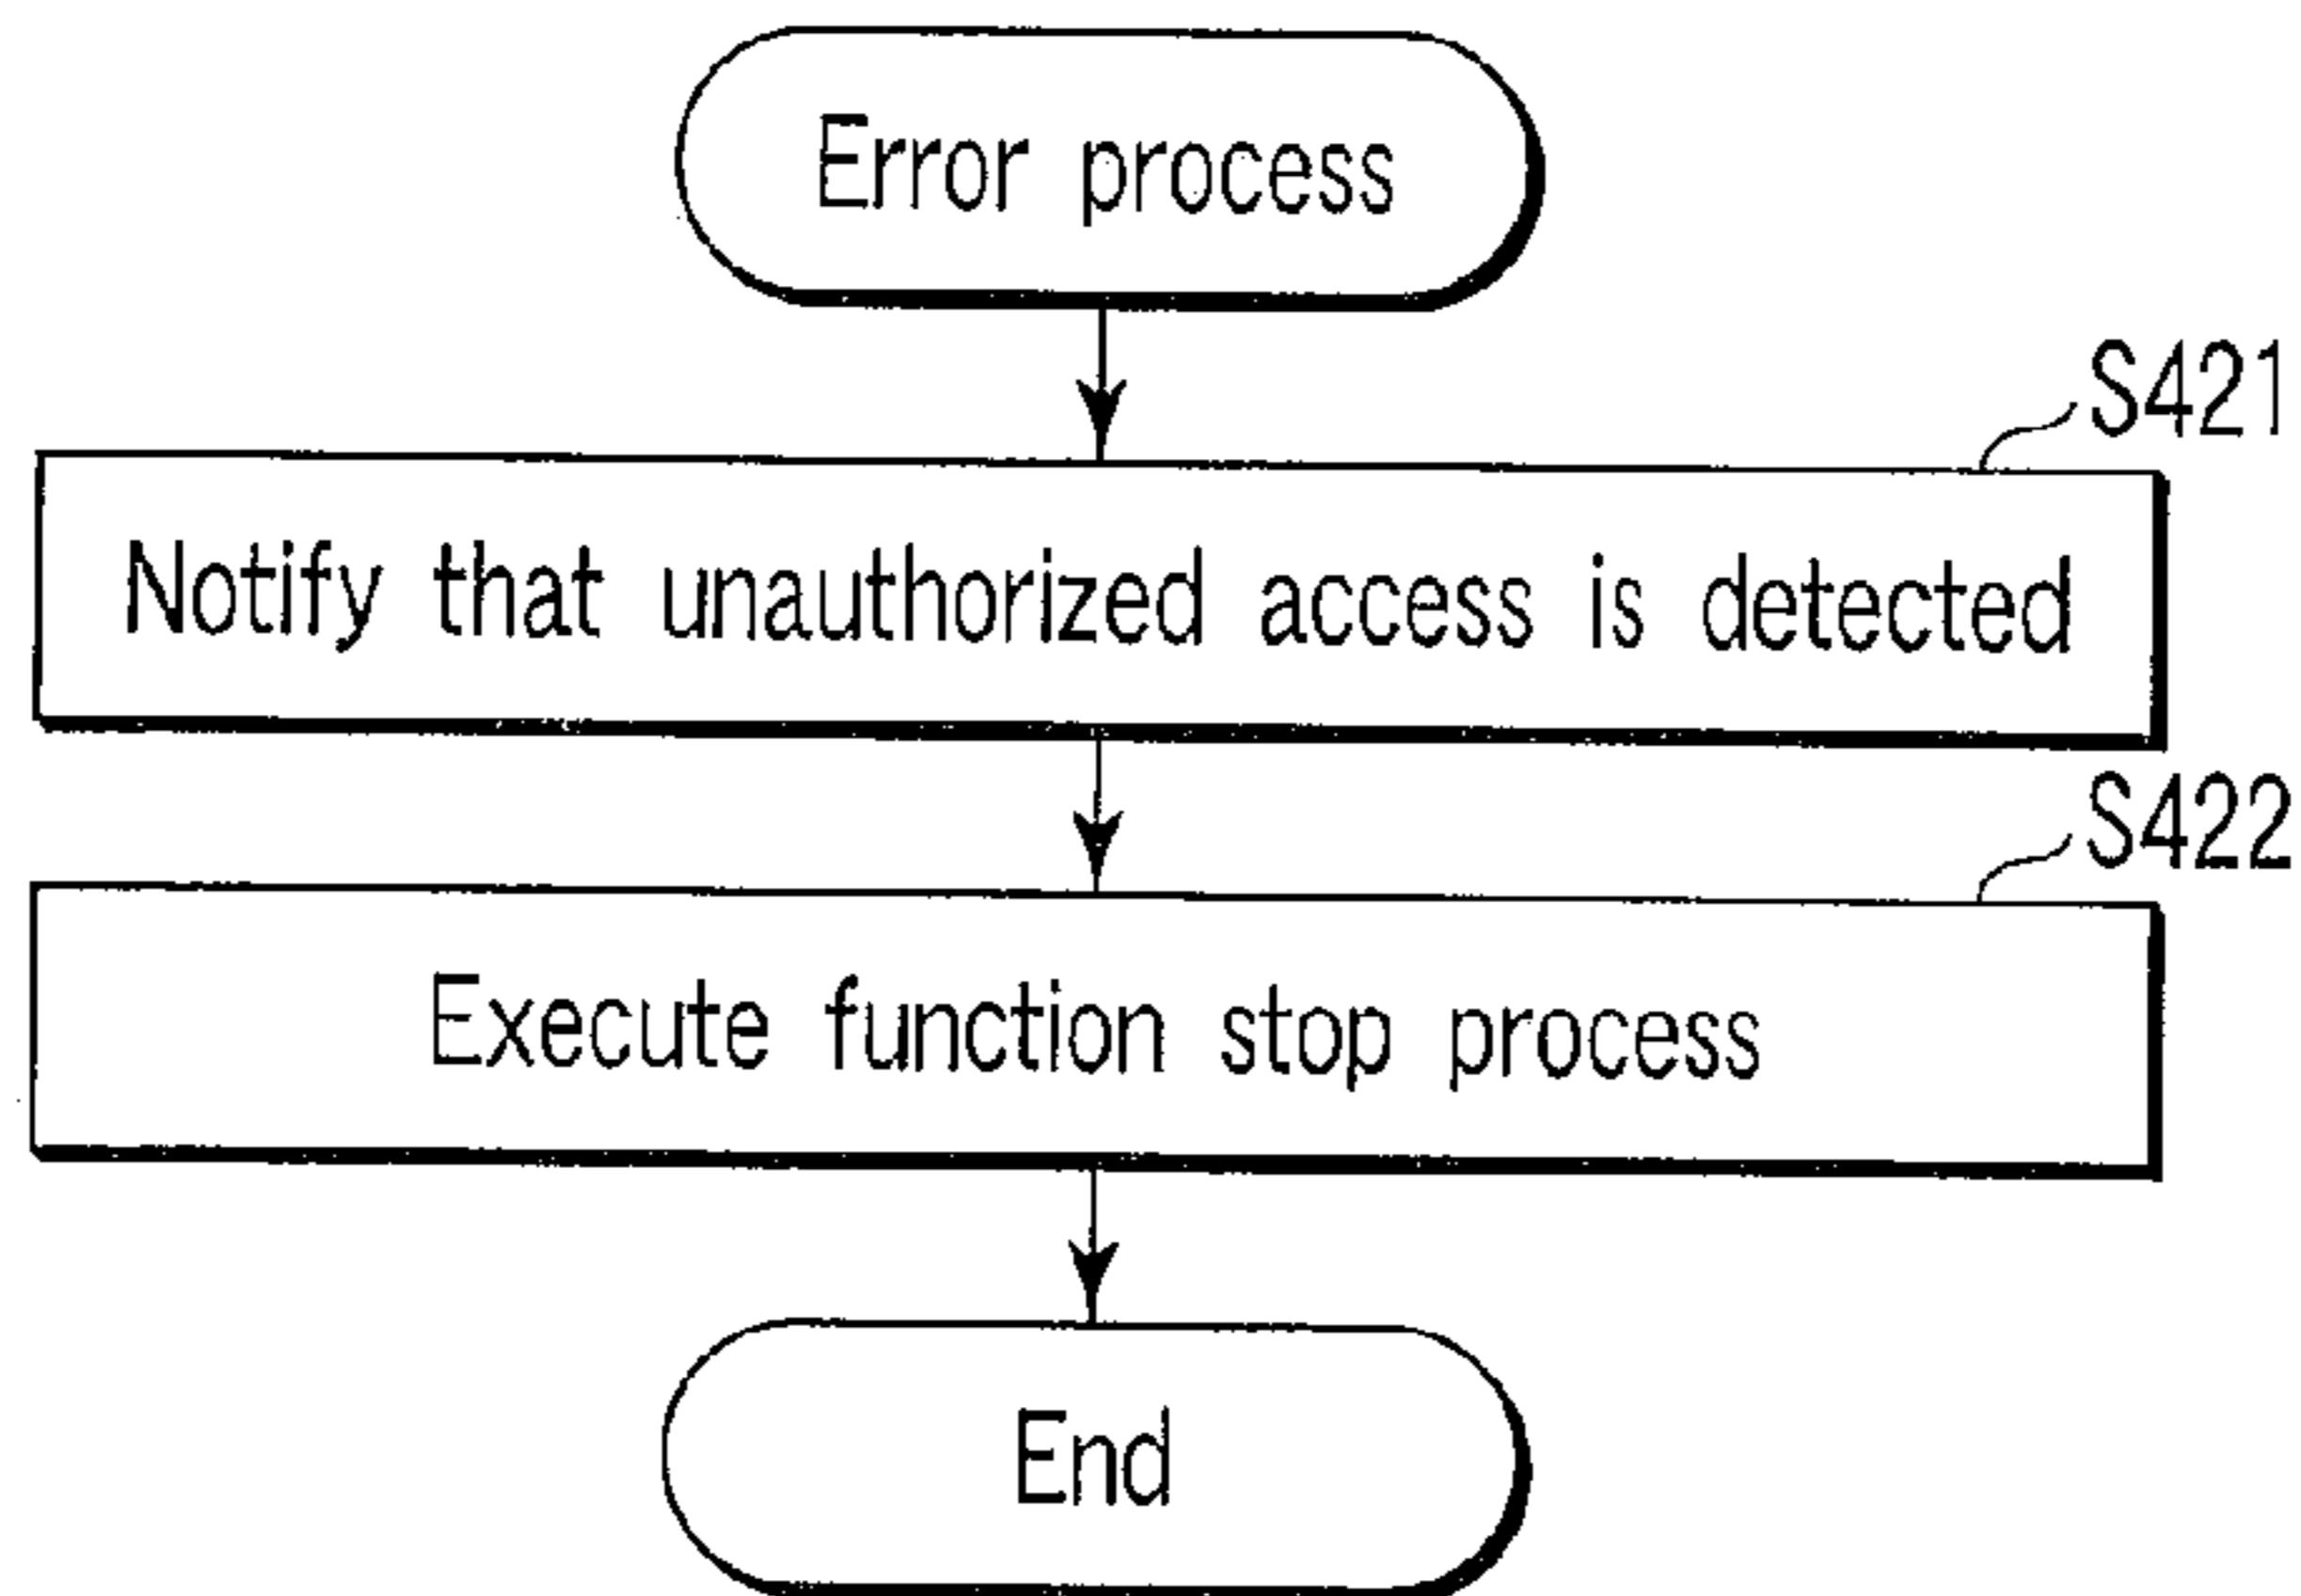 Error process
S421
Notify that unauthorized access is detected
S422
Execute function stop process
End